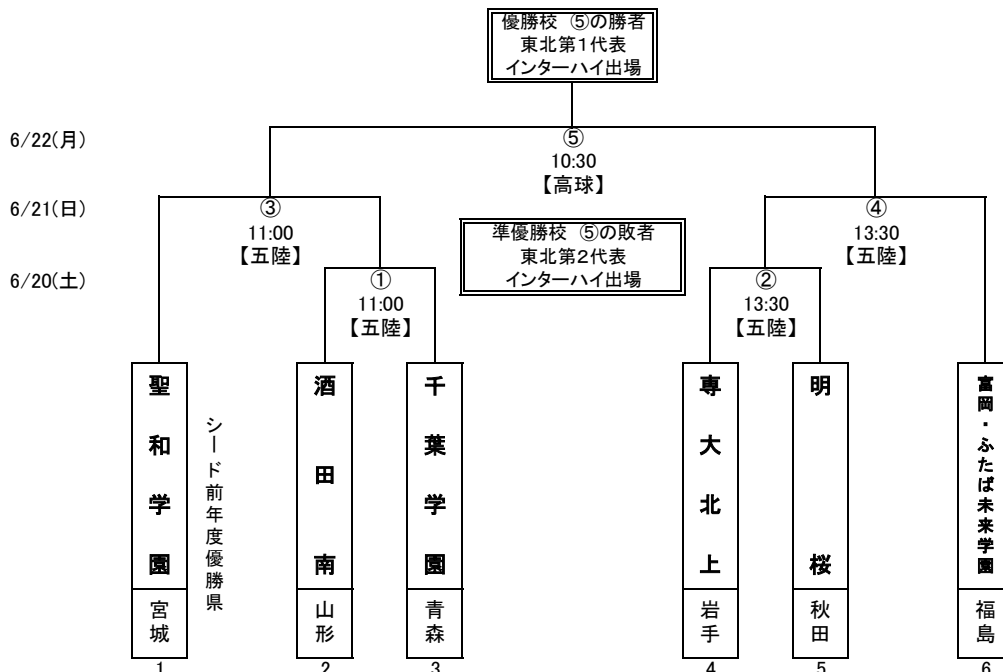 優勝校 ⑤の勝者
東北第1代表
インターハイ出場
6/22(月)
⑤
10:30
【高球】
6/21(日)
③
11:00
【五陸】
④
13:30
【五陸】
準優勝校 ⑤の敗者
東北第2代表
インターハイ出場
6/20(土)
①
11:00
【五陸】
②
13:30
【五陸】
聖和学園
宮城
1
シード前年度優勝県
酒田南
山形
2
千葉学園
青森
3
専大北上
岩手
4
明桜
秋田
5
富岡・ふたば未来学園
福島
6